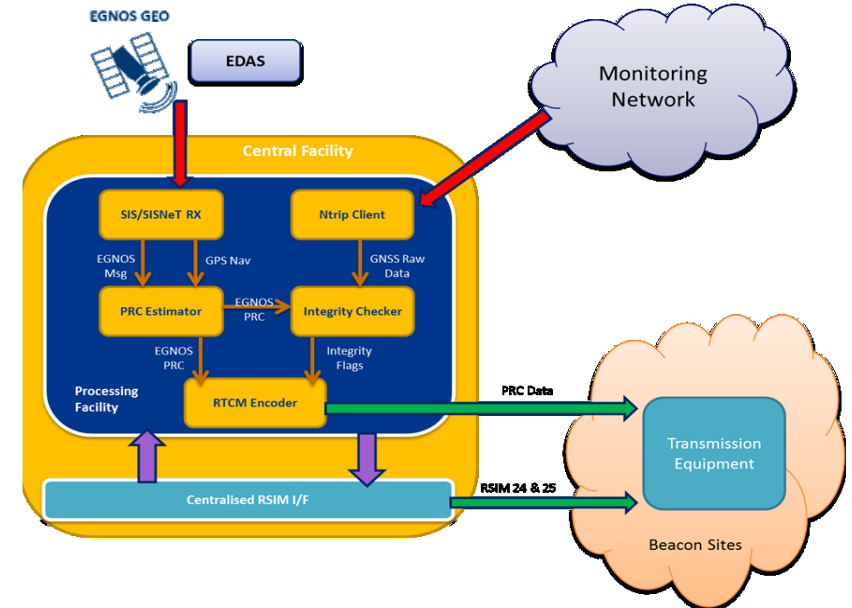 EGNOS GEO
EDAS
Monitoring
Network
Central Facility
SIS/SISNeT RX
Ntrip Client
EGNOS
Msg
GPS Nav
GNSS Raw
Data
PRC Estimator
EGNOS
PRC
Integrity Checker
EGNOS
PRC
Integrity
Flags
Processing
Facility
RTCM Encoder
PRC Data
Transmission
Equipment
Centralised RSIM I/F
RSIM 24 & 25
Beacon Sites